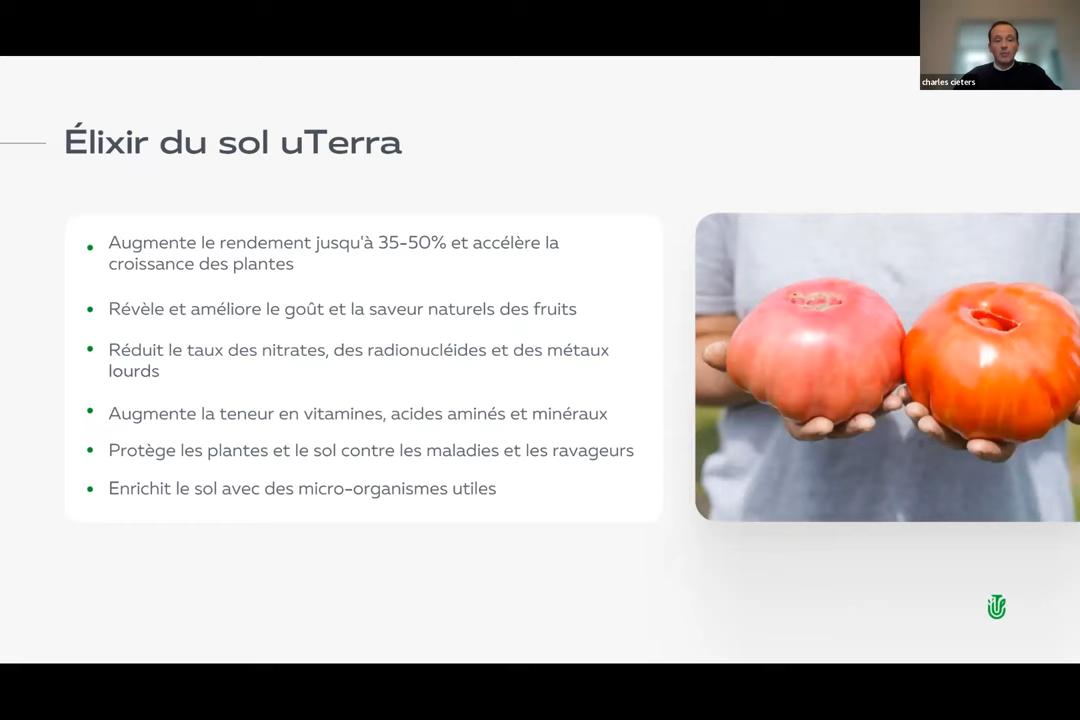 charles cieters
Élixir du sol uTerra
Augmente le rendement jusqu'à 35-50% et accélère la
croissance des plantes
Révèle et améliore le goût et la saveur naturels des fruits
Réduit le taux des nitrates, des radionucléides et des métaux
lourds
Augmente la teneur en vitamines, acides aminés et minéraux
Protège les plantes et le sol contre les maladies et les ravageurs
Enrichit le sol avec des micro-organismes utiles